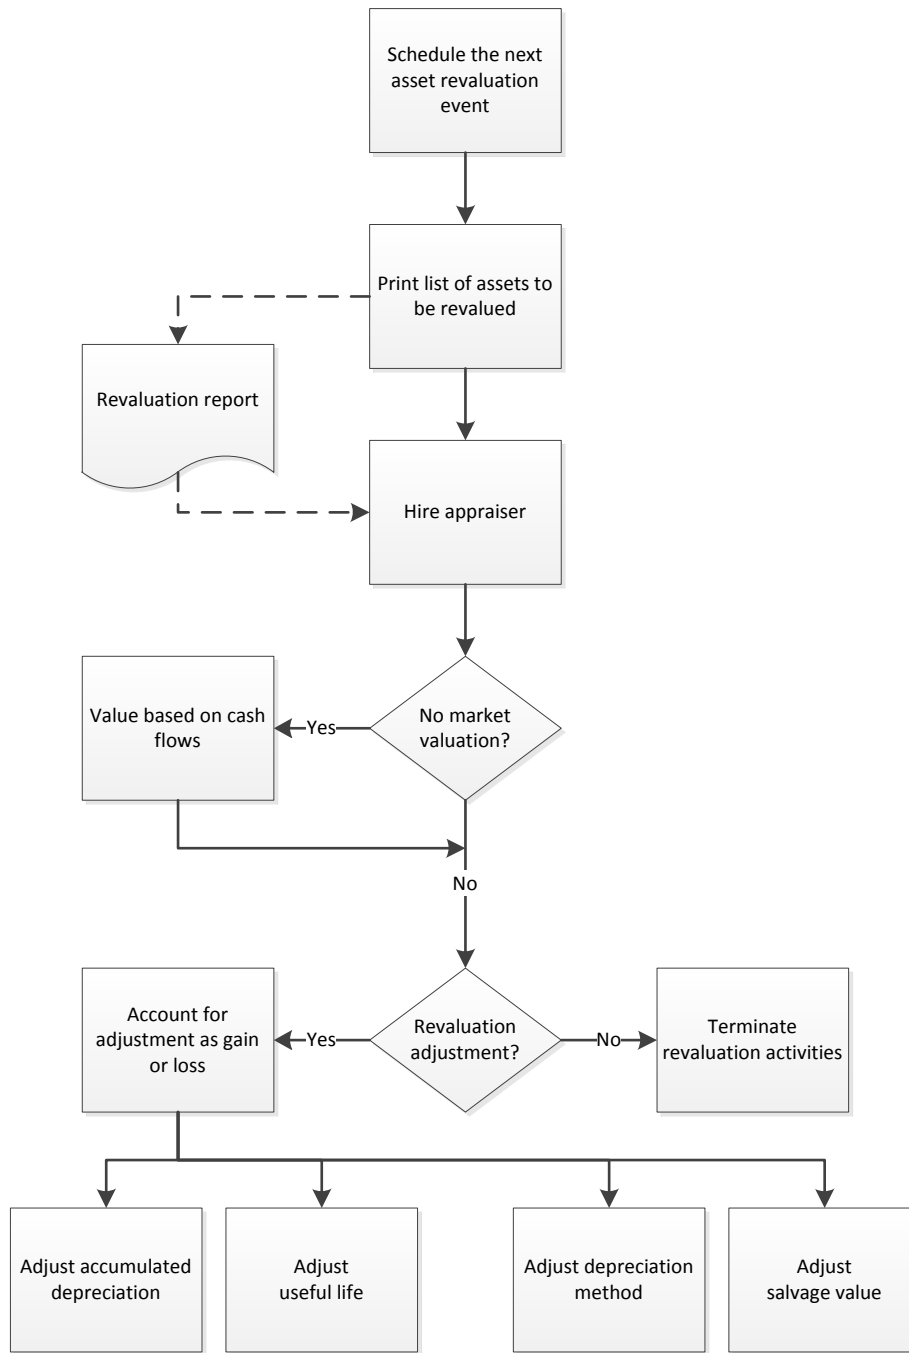 Schedule the next
asset revaluation
event
Print list of assets to
be revalued
Revaluation report
Hire appraiser
Value based on cash
flows
Yes
No market
valuation?
No
Account for
adjustment as gain
or loss
Yes
Revaluation
adjustment?
No
Terminate
revaluation activities
Adjust accumulated
depreciation
Adjust
useful life
Adjust depreciation
method
Adjust
salvage value